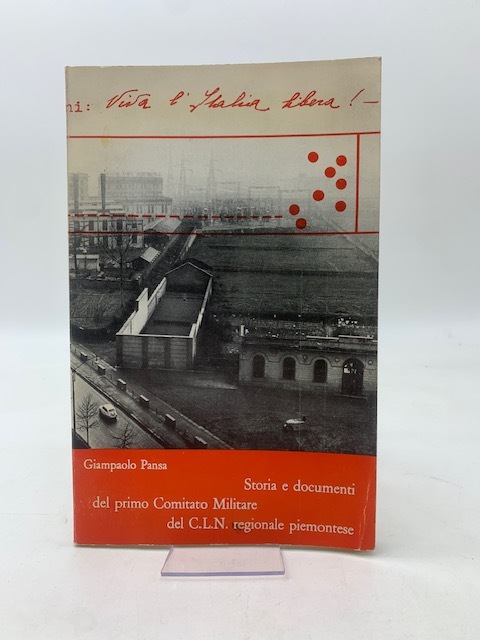 ni: Viva l'Italia libera! —
Giampaolo Pansa
Storia e documenti
del primo Comitato Militare
del C.L.N. regionale piemontese